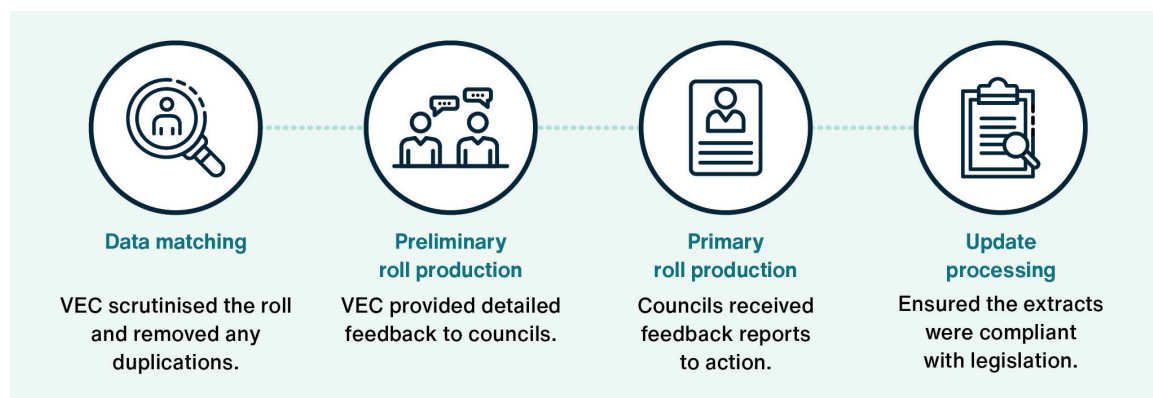 Data matching
VEC scrutinised the roll
and removed any
duplications.
Preliminary
roll production
VEC provided detailed
feedback to councils.
Primary
roll production
Councils received
feedback reports
to action.
Update
processing
Ensured the extracts
were compliant
with legislation.